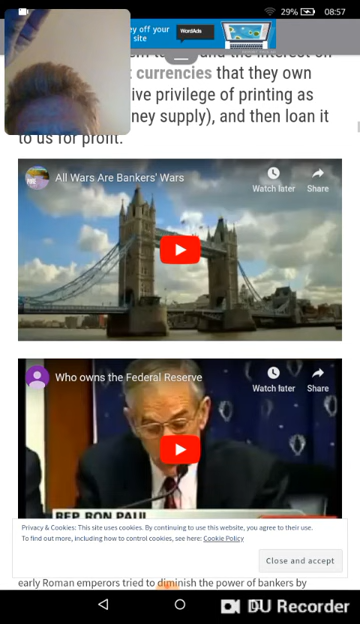 29% 08:57
ey off your
site
WordAds
currencies that they own
ive privilege of printing as
ney supply), and then loan it
to us for profit.
All Wars Are Bankers' Wars
Watch later
Share
Who owns the Federal Reserve
Watch later
Share
REP. RON PAUL
Privacy & Cookies: This site uses cookies. By continuing to use this website, you agree to their use.
To find out more, including how to control cookies, see here: Cookie Policy
Close and accept
early Roman emperors tried to diminish the power of bankers by
DU Recorder